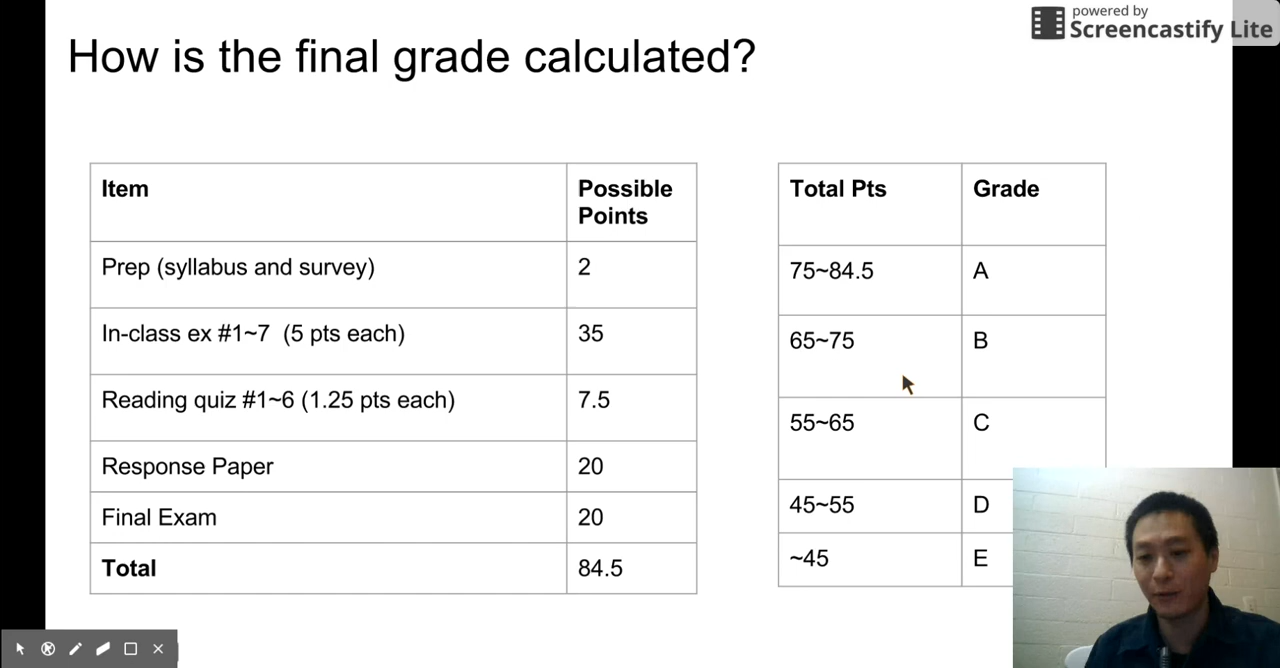 powered by
Screencastify Lite
How is the final grade calculated?
Item Possible Points
Prep (syllabus and survey) 2
In-class ex #1~7 (5 pts each) 35
Reading quiz #1~6 (1.25 pts each) 7.5
Response Paper 20
Final Exam 20
Total 84.5
Total Pts Grade
75~84.5 A
65~75 B
55~65 C
45~55 D
~45 E